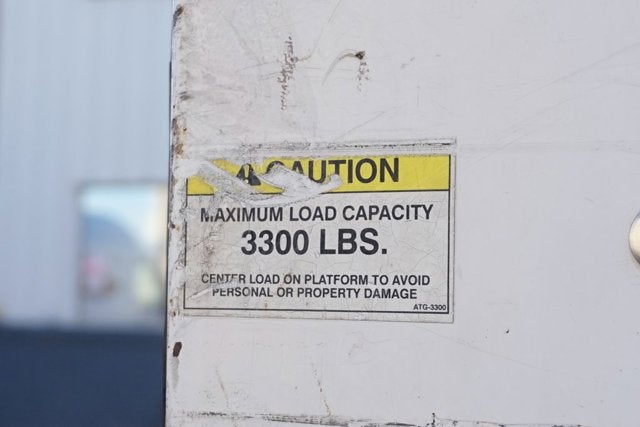 CAUTION
MAXIMUM LOAD CAPACITY
3300 LBS.
CENTER LOAD ON PLATFORM TO AVOID
PERSONAL OR PROPERTY DAMAGE
ATG-3300